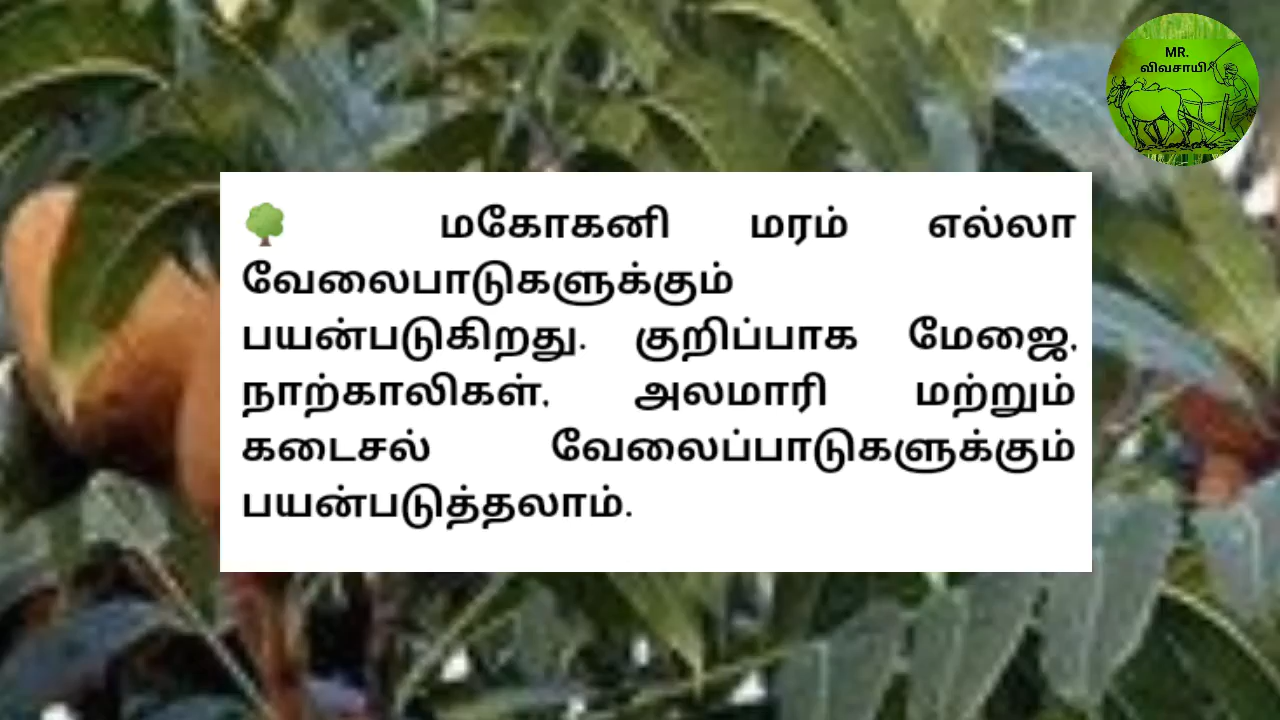 MR.
விவசாயி
🌳 மகோகனி மரம் எல்லா
வேலைபாடுகளுக்கும்
பயன்படுகிறது. குறிப்பாக மேஜை,
நாற்காலிகள், அலமாரி மற்றும்
கடைசல் வேலைப்பாடுகளுக்கும்
பயன்படுத்தலாம்.